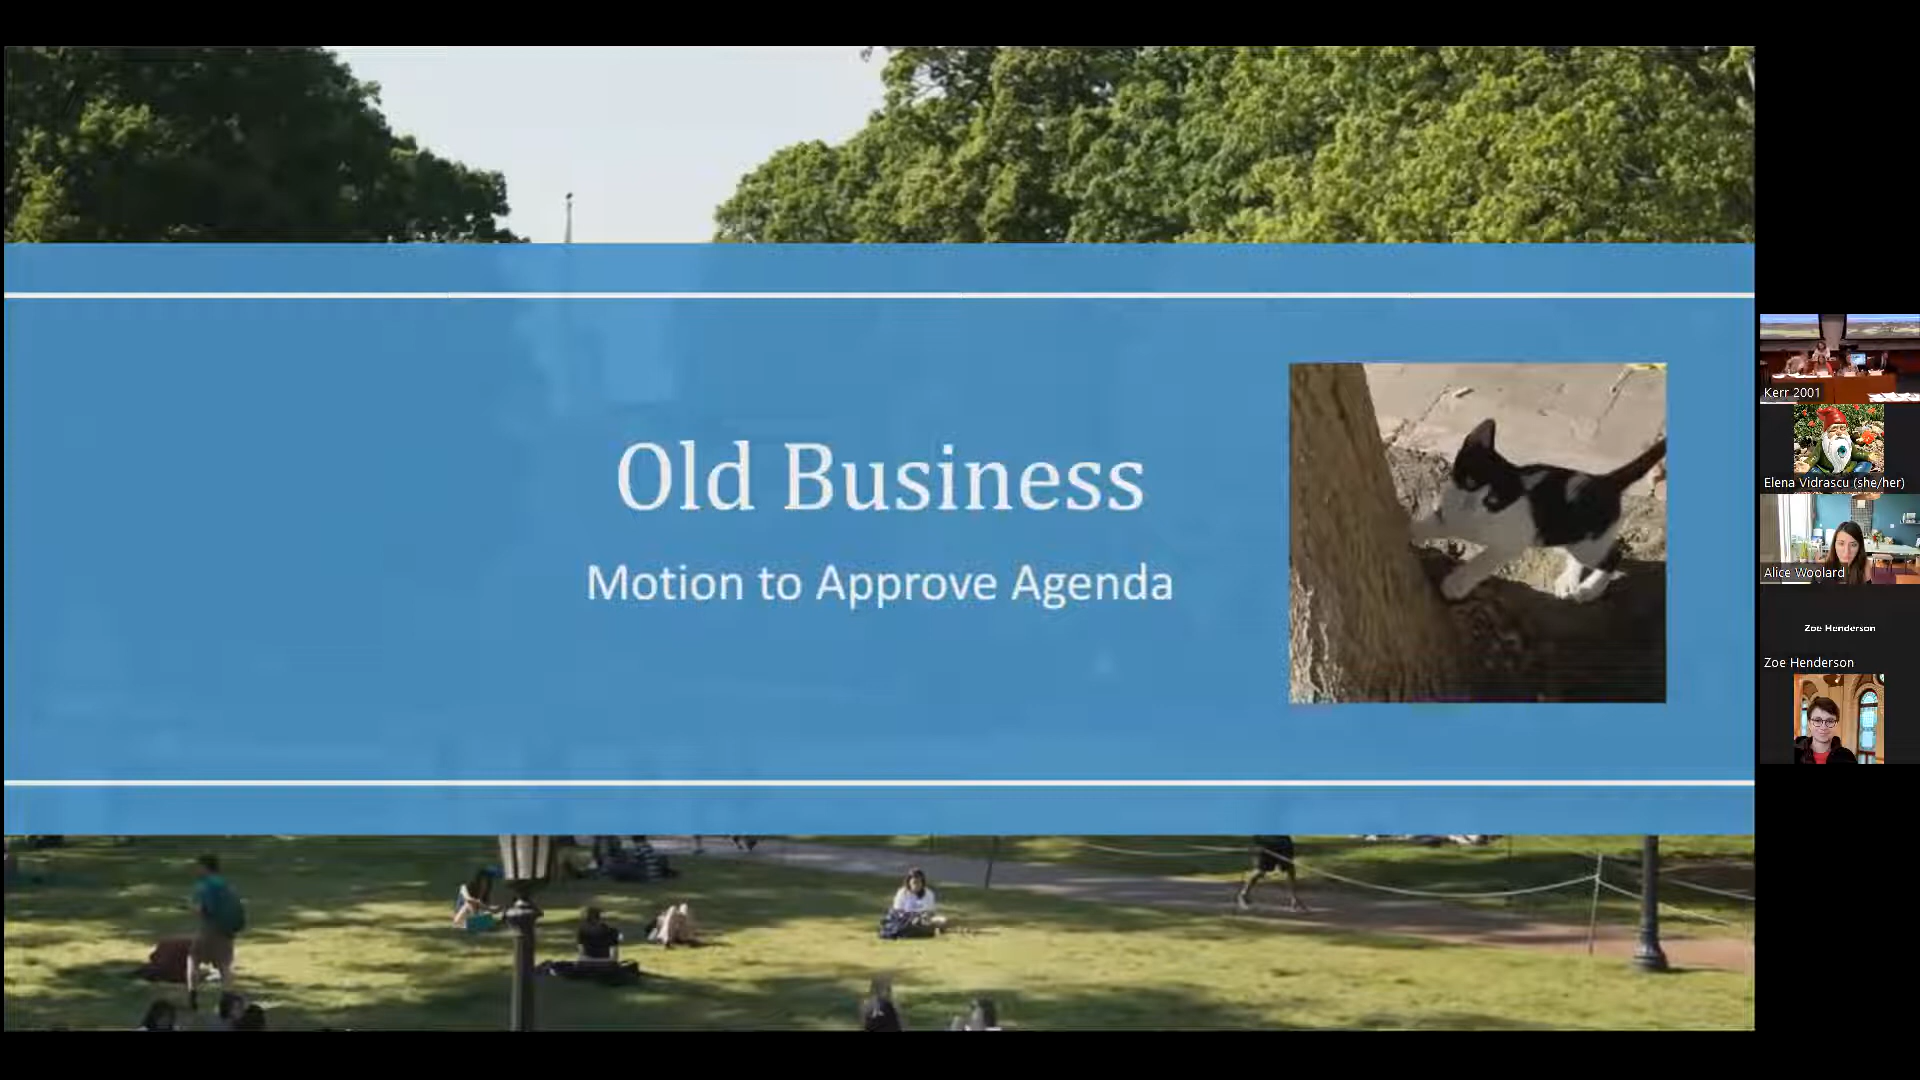 Old Business
Motion to Approve Agenda
Kerr 2001
Elena Vidrascu (she/her)
Alice Woolard
Zoe Henderson
Zoe Henderson